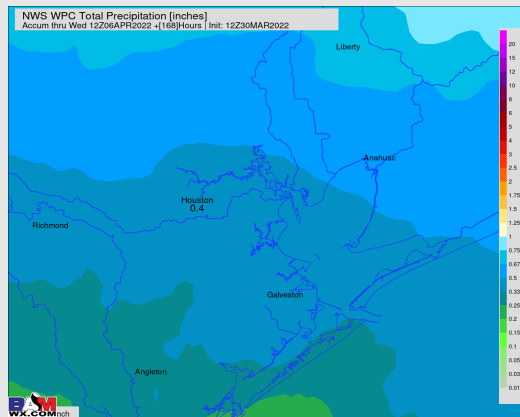 NWS WPC Total Precipitation [inches]
Accum thru Wed 12Z06APR2022 +[168]Hours | Init: 12Z30MAR2022
Liberty
Anahuac
Houston
0.4
Richmond
Galveston
Angleton
20
15
12
10
8
6
5
4
3
2.5
2
1.75
1.5
1.25
1
0.75
0.67
0.5
0.33
0.25
0.2
0.15
0.1
0.05
0.03
0.01
BAM
WX.COM
nch